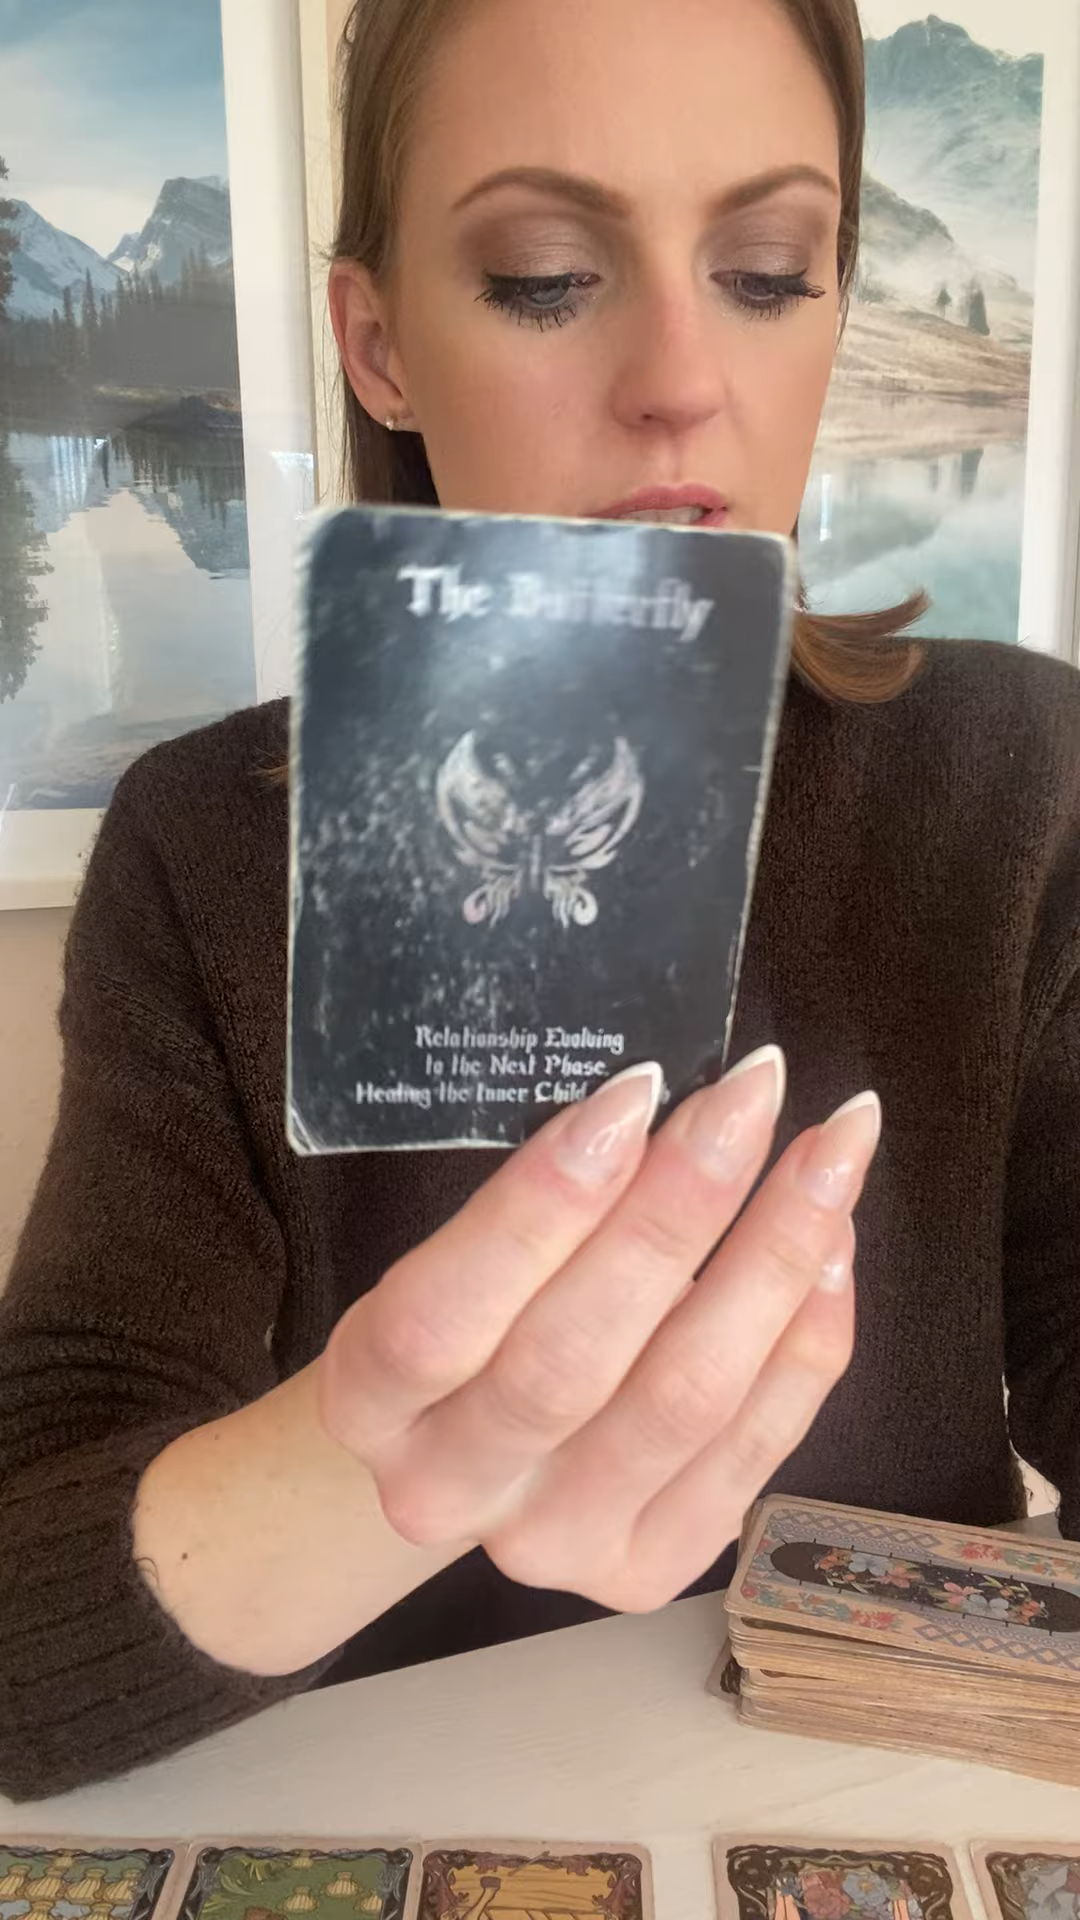 The Butterfly
Relationship Evolving
to the Next Phase.
Healing the Inner Child